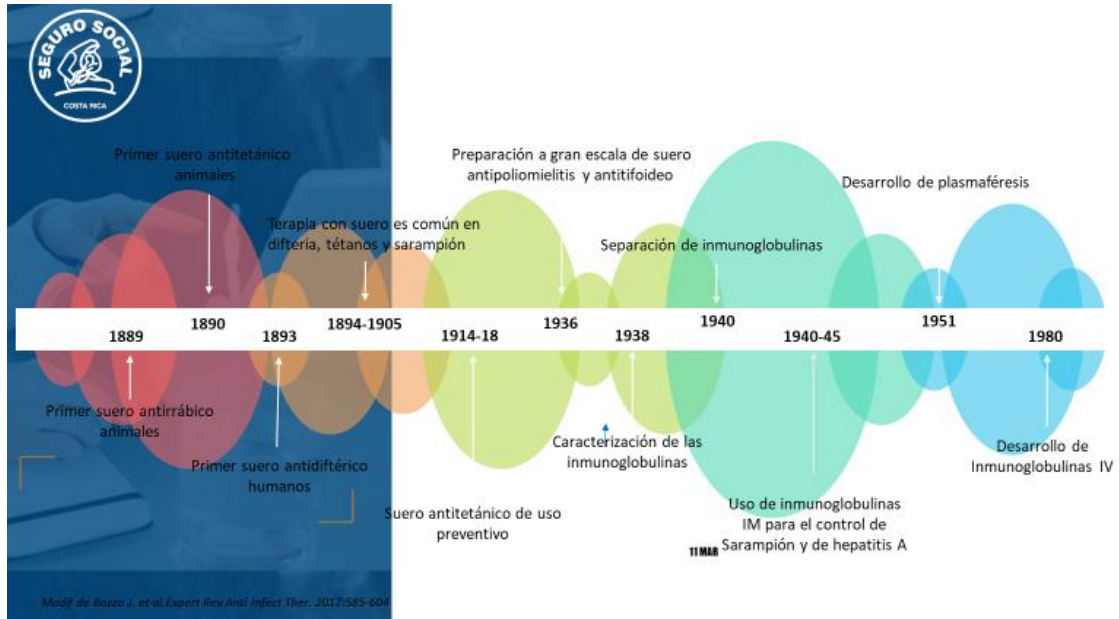 SEGURO SOCIAL
COSTA RICA
Primer suero antitetánico
animales
Terapia con suero es común en
difteria, tétanos y sarampión
Preparación a gran escala de suero
antipoliomielitis y antitifoideo
Separación de inmunoglobulinas
Desarrollo de plasmaféresis
1889
1890
1893
1894-1905
1914-18
1936
1938
1940
1940-45
1951
1980
Primer suero antirrábico
animales
Primer suero antidiftérico
humanos
Suero antitetánico de uso
preventivo
Caracterización de las
inmunoglobulinas
Uso de inmunoglobulinas
IM para el control de
Sarampión y de hepatitis A
11 MAR
Desarrollo de
Inmunoglobulinas IV
Modif de Bozzo J. et al.Expert Rev Anti Infect Ther. 2017:585-604